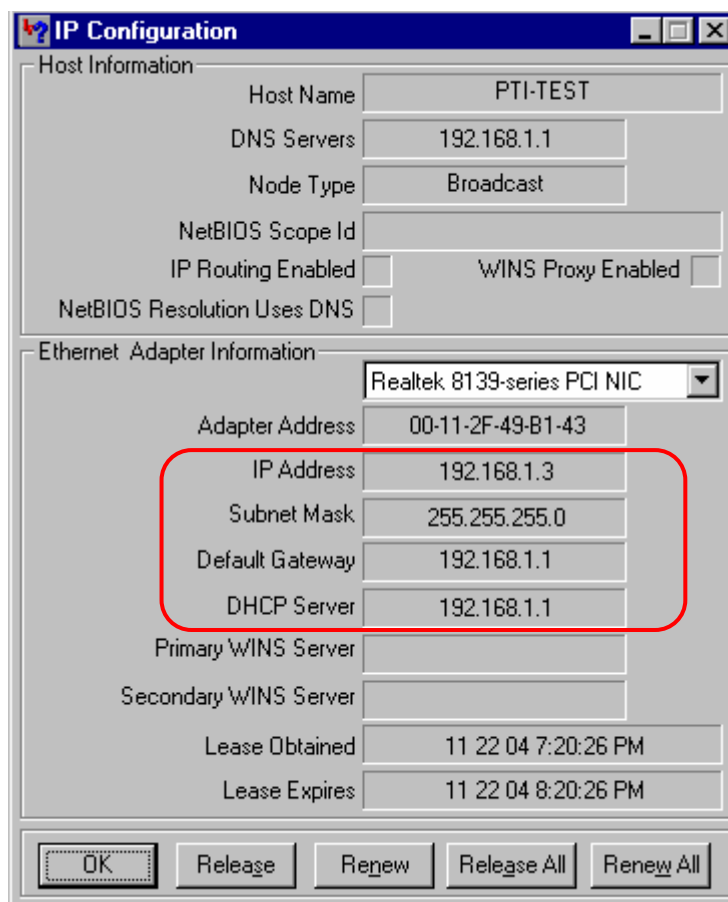 IP Configuration
Host Information
Host Name PTI-TEST
DNS Servers 192.168.1.1
Node Type Broadcast
NetBIOS Scope Id
IP Routing Enabled WINS Proxy Enabled
NetBIOS Resolution Uses DNS
Ethernet Adapter Information
Realtek 8139-series PCI NIC
Adapter Address 00-11-2F-49-B1-43
IP Address 192.168.1.3
Subnet Mask 255.255.255.0
Default Gateway 192.168.1.1
DHCP Server 192.168.1.1
Primary WINS Server
Secondary WINS Server
Lease Obtained 11 22 04 7:20:26 PM
Lease Expires 11 22 04 8:20:26 PM
OK Release Renew Release All Renew All